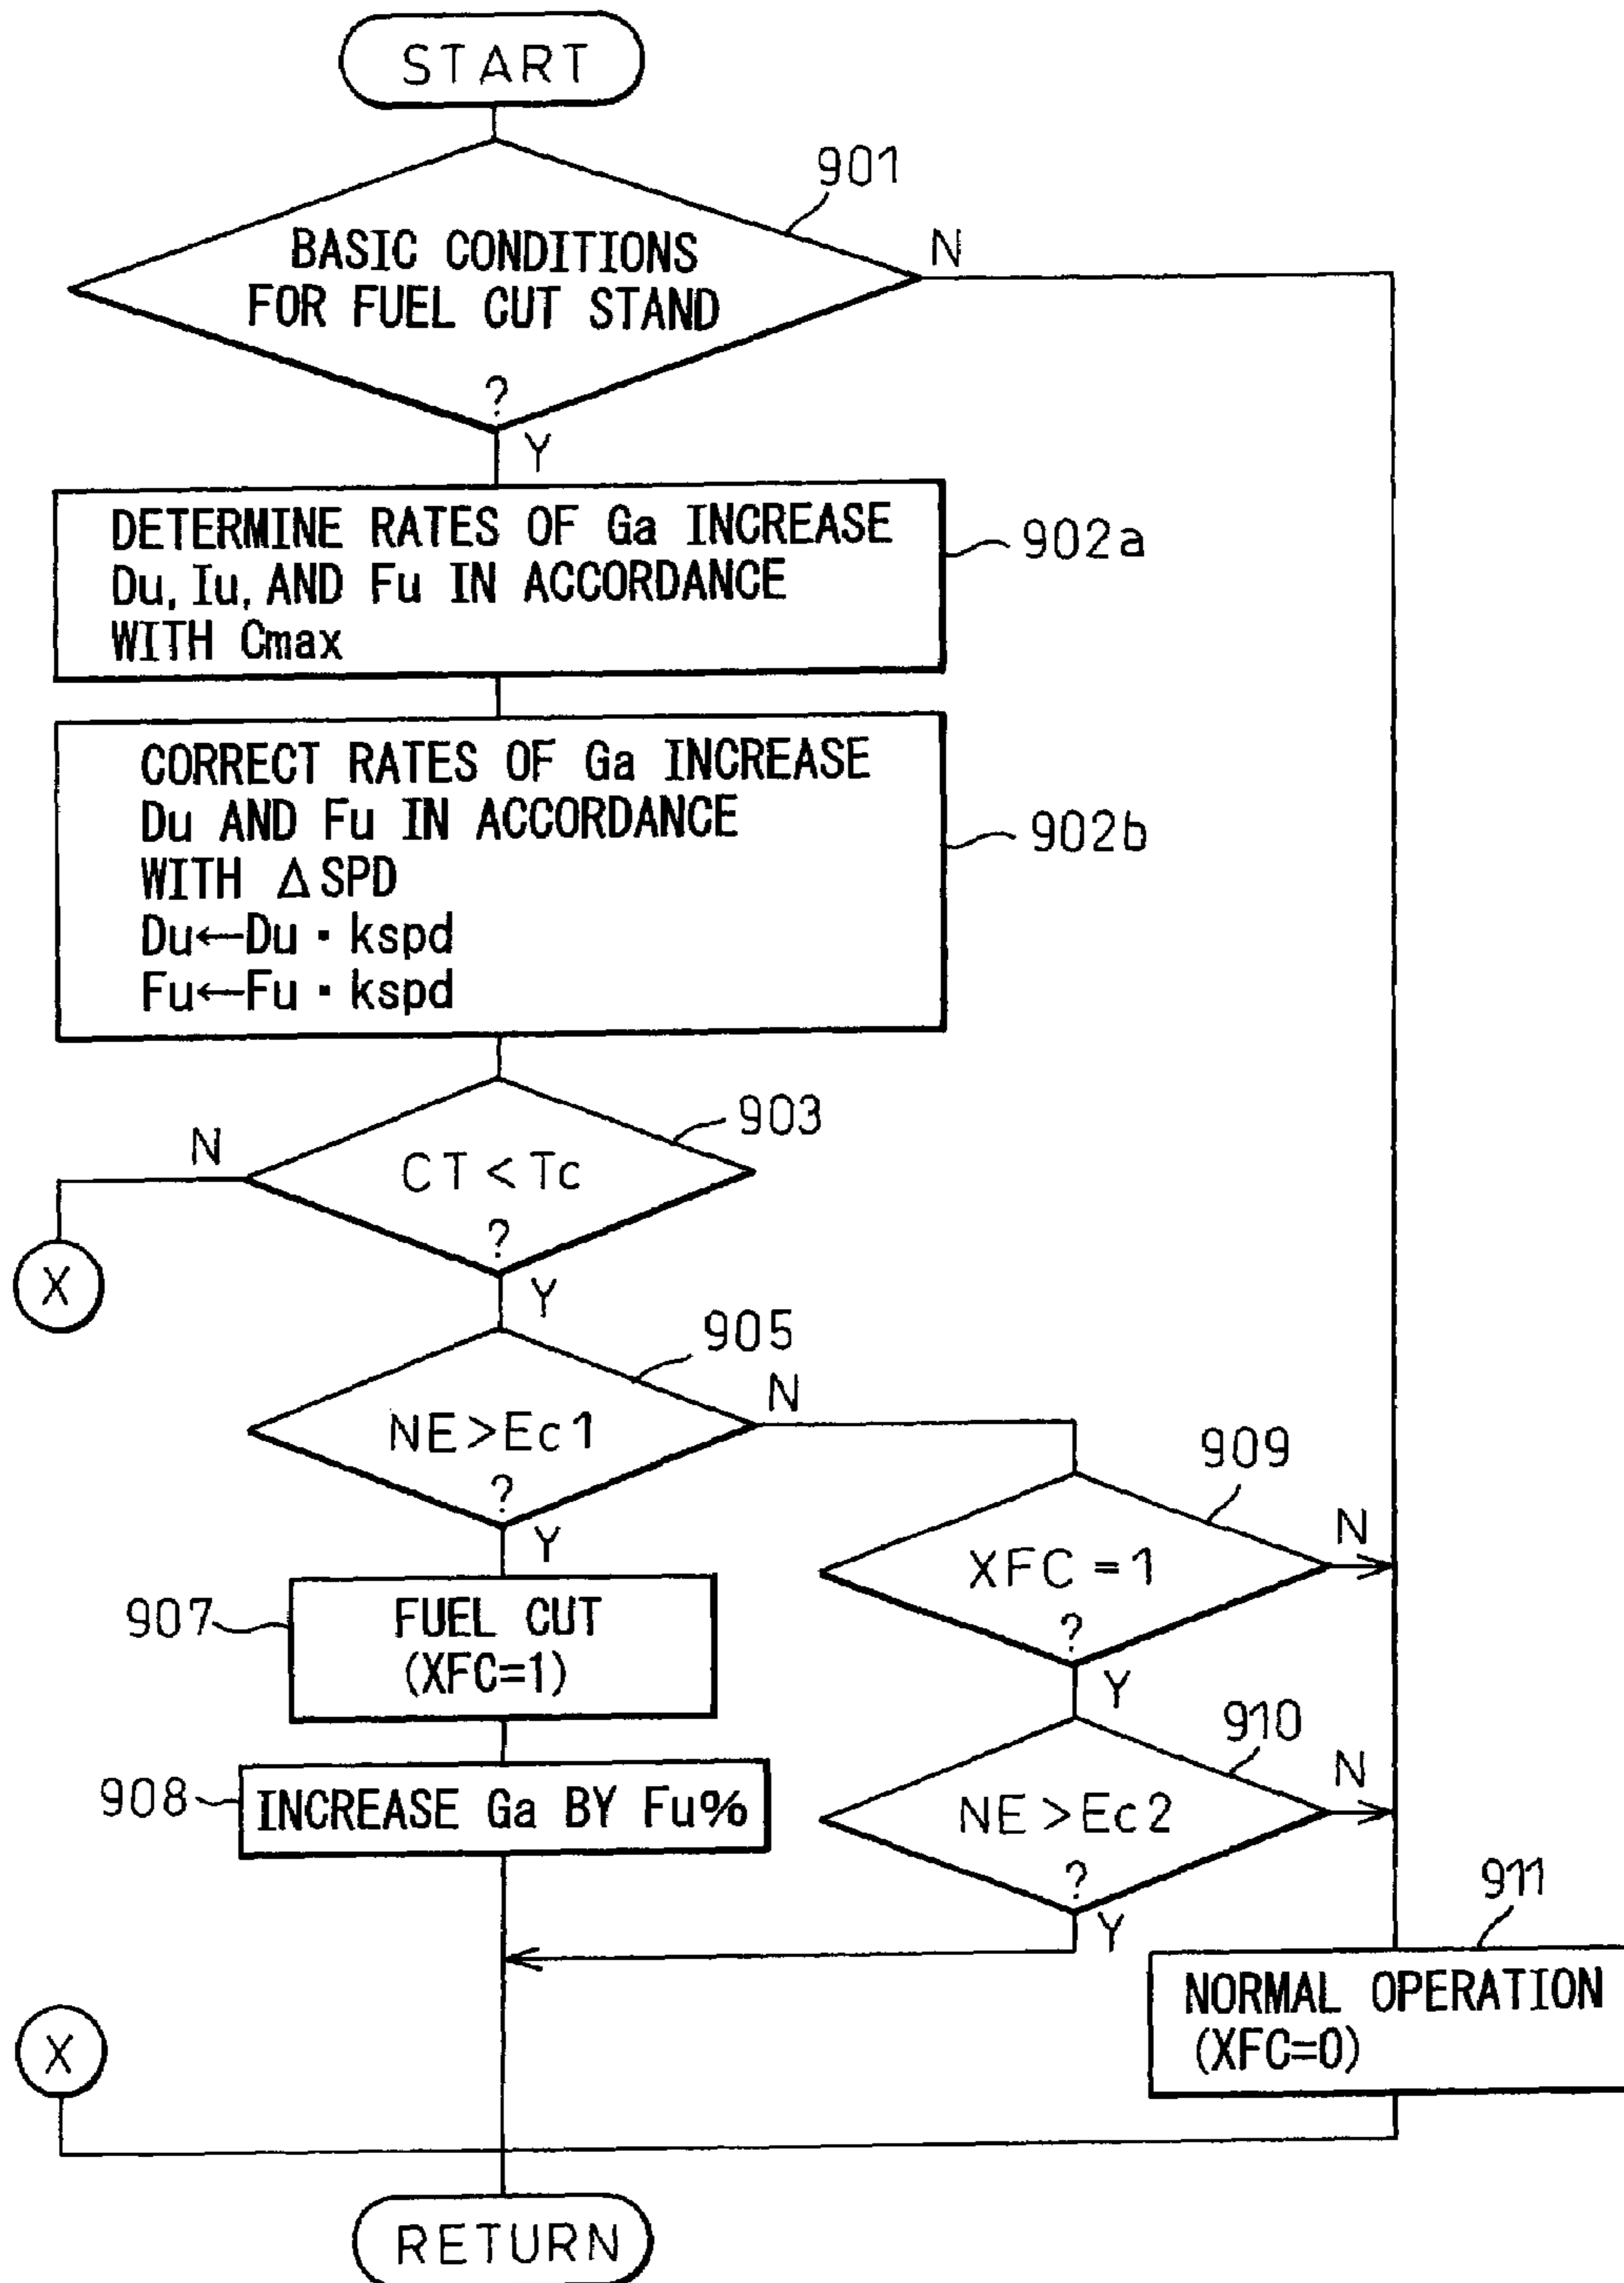 START
901
BASIC CONDITIONS
FOR FUEL CUT STAND
?
N
Y
DETERMINE RATES OF Ga INCREASE
Du, Iu, AND Fu IN ACCORDANCE
WITH Cmax
902a
CORRECT RATES OF Ga INCREASE
Du AND Fu IN ACCORDANCE
WITH ΔSPD
Du←Du・kspd
Fu←Fu・kspd
902b
903
N
CT<Tc
?
X
Y
905
N
NE>Ec1
?
Y
909
XFC=1
?
N
Y
907
FUEL CUT
(XFC=1)
910
NE>Ec2
?
N
Y
908
INCREASE Ga BY Fu%
911
NORMAL OPERATION
(XFC=0)
X
RETURN